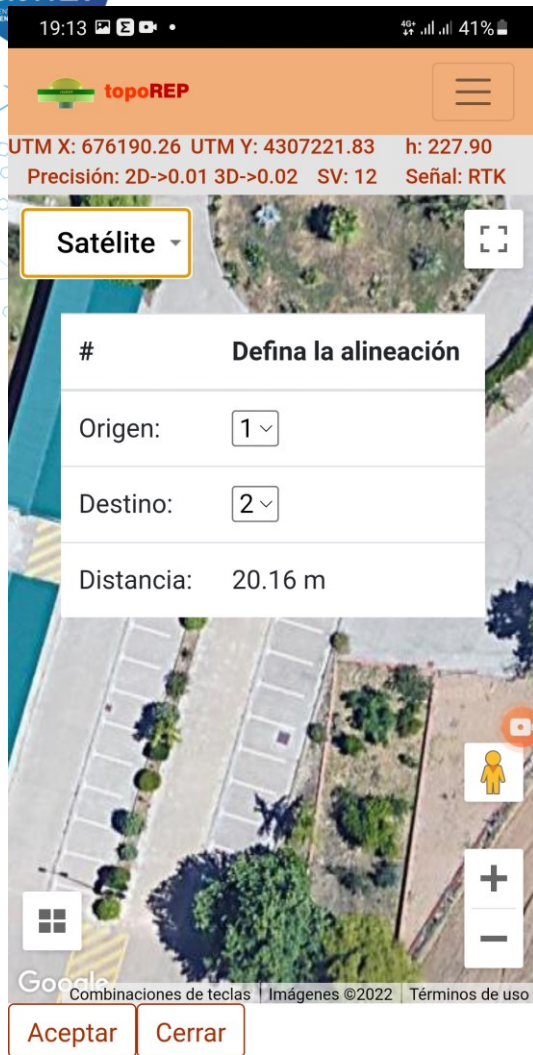 19:13 41%
topoREP
UTM X: 676190.26 UTM Y: 4307221.83 h: 227.90
Precisión: 2D->0.01 3D->0.02 SV: 12 Señal: RTK
Satélite
# Defina la alineación
Origen: 1
Destino: 2
Distancia: 20.16 m
Google
Combinaciones de teclas Imágenes ©2022 Términos de uso
Aceptar Cerrar